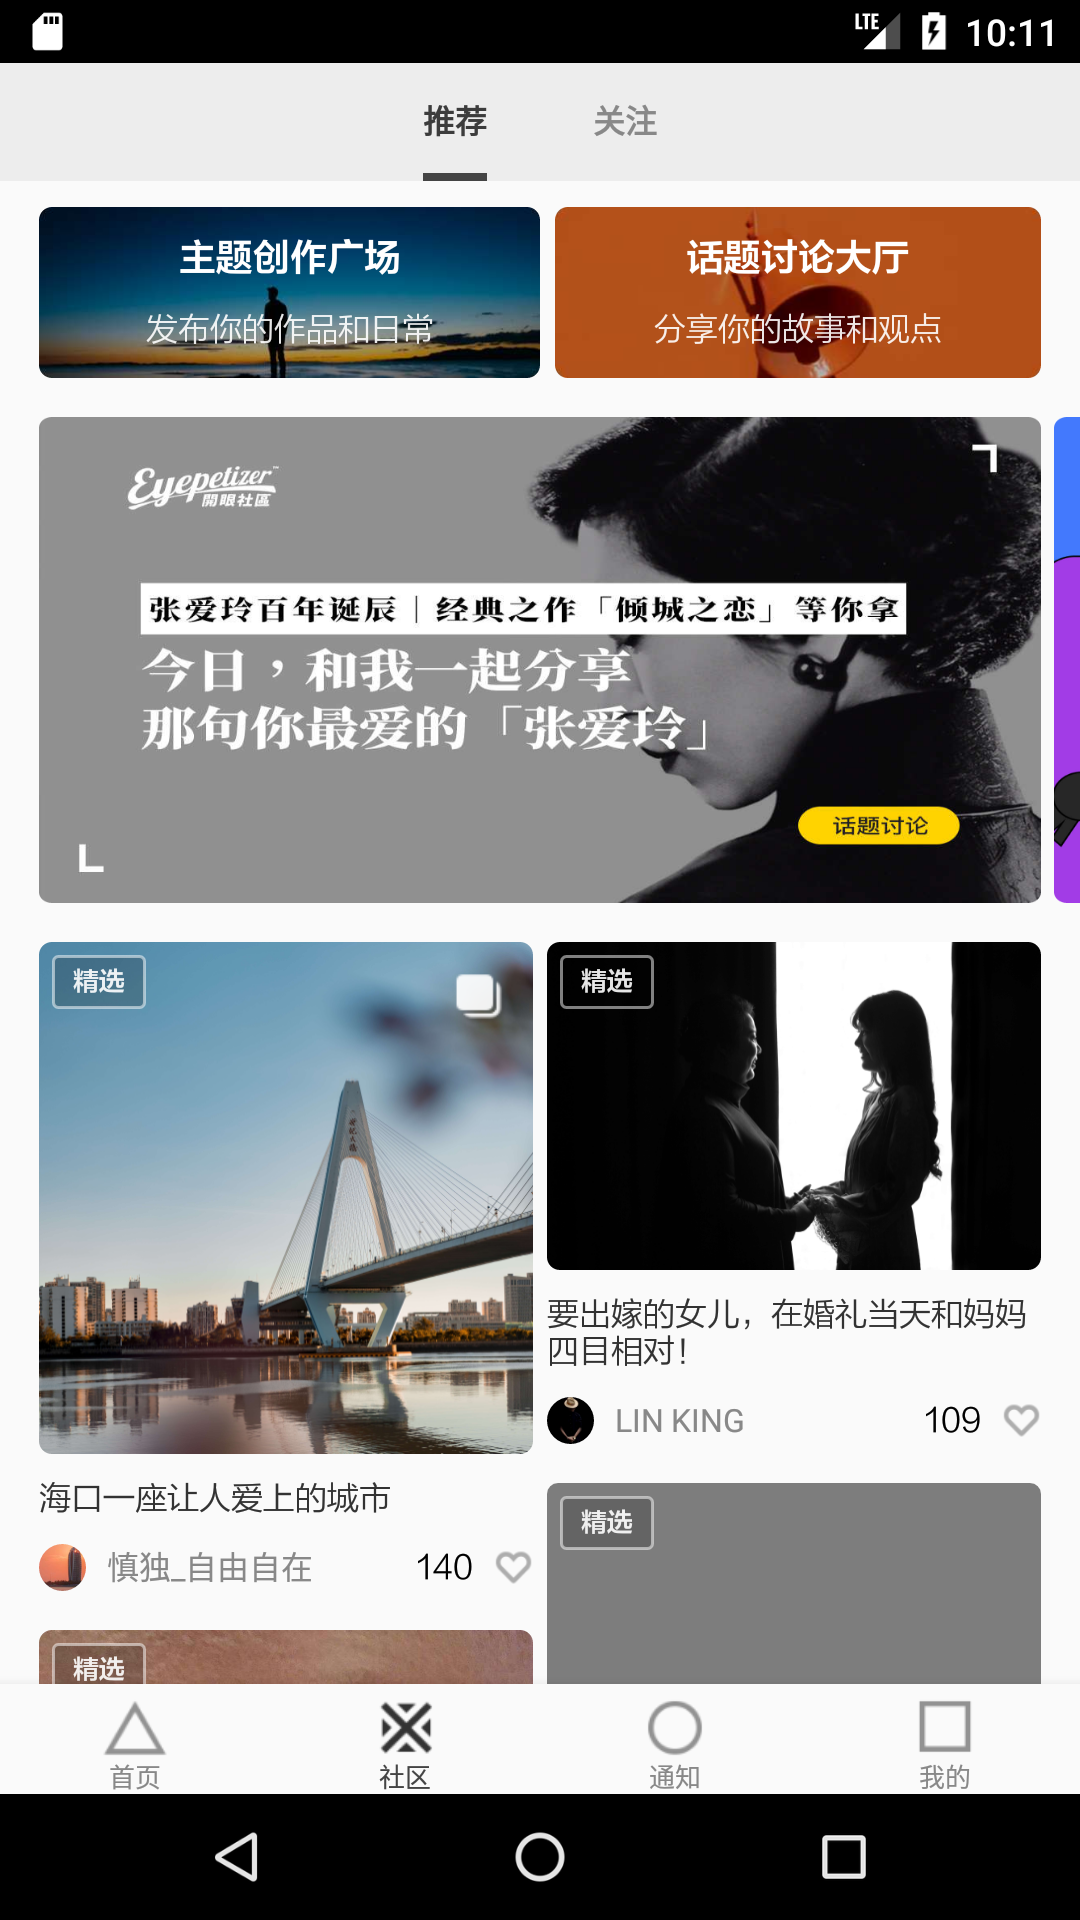 LTE 10:11
推荐 关注
主题创作广场
发布你的作品和日常
话题讨论大厅
分享你的故事和观点
Eyepetizer™
開眼社區
张爱玲百年诞辰｜经典之作「倾城之恋」等你拿
今日，和我一起分享
那句你最爱的「张爱玲」
话题讨论
精选
海口一座让人爱上的城市
慎独_自由自在 140
精选
要出嫁的女儿，在婚礼当天和妈妈
四目相对！
LIN KING 109
精选
精选
首页 社区 通知 我的